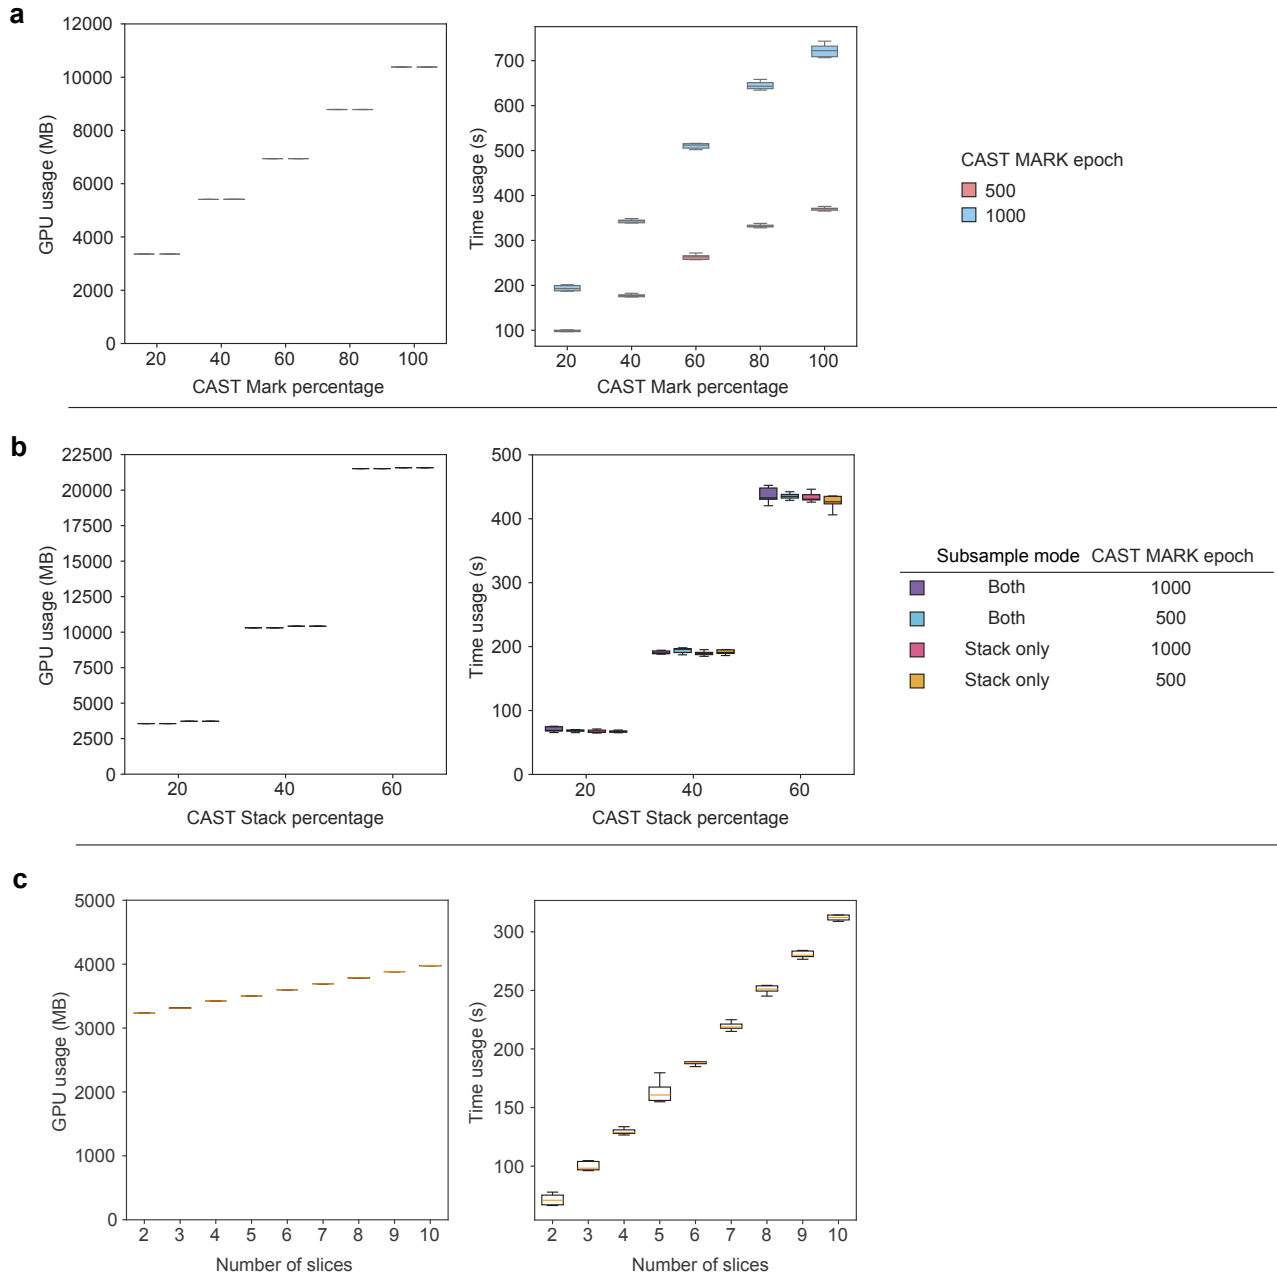 a
12000
10000
8000
6000
4000
2000
0
GPU usage (MB)
20 40 60 80 100
CAST Mark percentage
700
600
500
400
300
200
100
Time usage (s)
20 40 60 80 100
CAST Mark percentage
CAST MARK epoch
500
1000
b
22500
20000
17500
15000
12500
10000
7500
5000
2500
0
GPU usage (MB)
20 40 60
CAST Stack percentage
500
400
300
200
100
0
Time usage (s)
20 40 60
CAST Stack percentage
Subsample mode CAST MARK epoch
Both 1000
Both 500
Stack only 1000
Stack only 500
c
5000
4000
3000
2000
1000
0
GPU usage (MB)
2 3 4 5 6 7 8 9 10
Number of slices
300
250
200
150
100
Time usage (s)
2 3 4 5 6 7 8 9 10
Number of slices